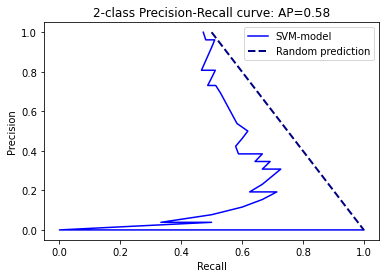 2-class Precision-Recall curve: AP=0.58
SVM-model
Random prediction
1.0
0.8
0.6
0.4
0.2
0.0
Precision
0.0 0.2 0.4 0.6 0.8 1.0
Recall